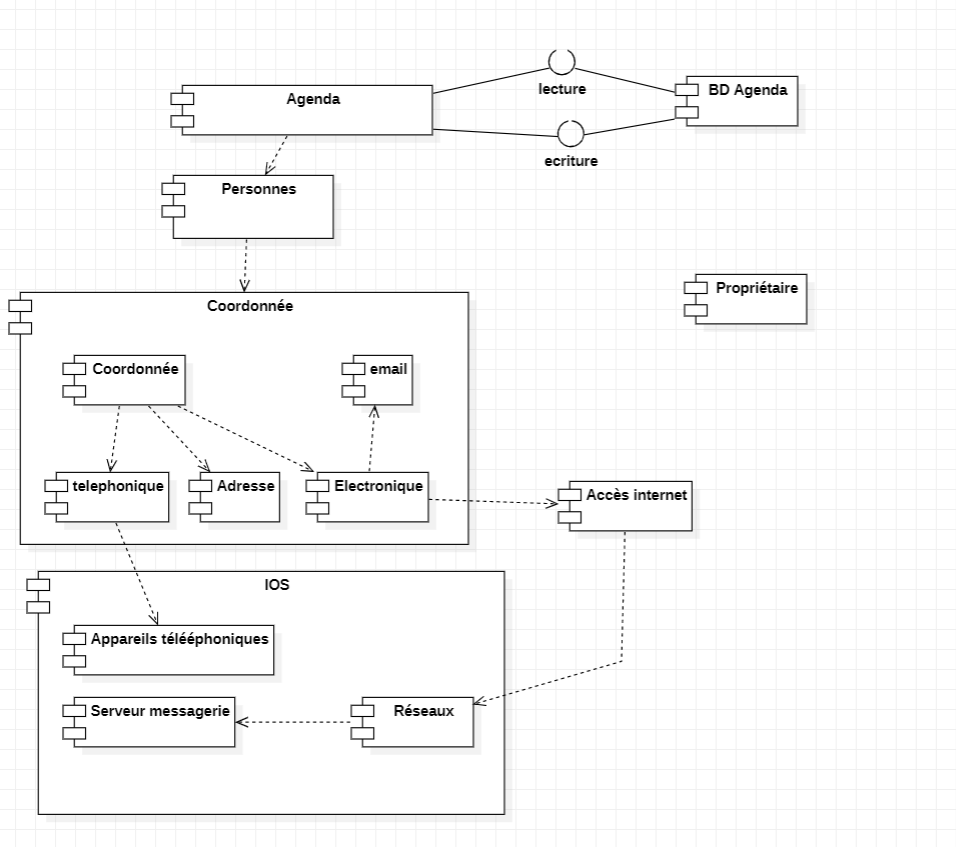 lecture
Agenda
BD Agenda
ecriture
Personnes
Propriétaire
Coordonnée
Coordonnée
email
telephonique
Adresse
Electronique
Accès internet
IOS
Appareils télééphoniques
Serveur messagerie
Réseaux